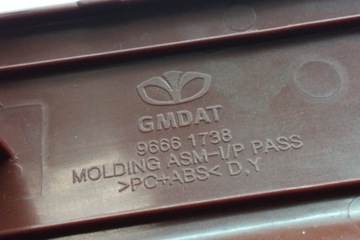 GMDAT
9666 1738
MOLDING ASM-I/P PASS
>PC+ABS< D,Y